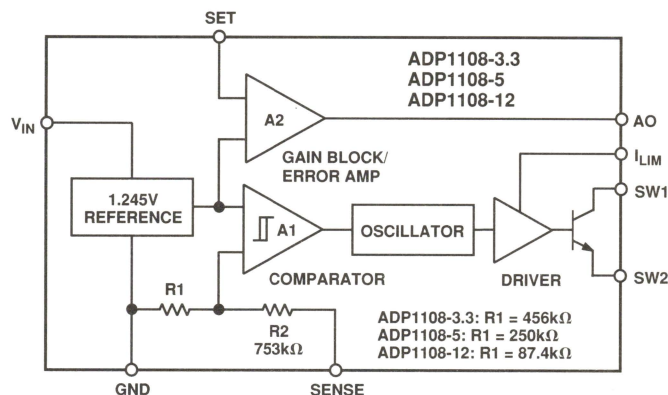 SET
ADP1108-3.3
ADP1108-5
ADP1108-12
VIN
A2
AO
GAIN BLOCK/
ERROR AMP
ILIM
1.245V
REFERENCE
SW1
A1
OSCILLATOR
COMPARATOR
DRIVER
SW2
R1
R2
753kΩ
ADP1108-3.3: R1 = 456kΩ
ADP1108-5: R1 = 250kΩ
ADP1108-12: R1 = 87.4kΩ
GND
SENSE